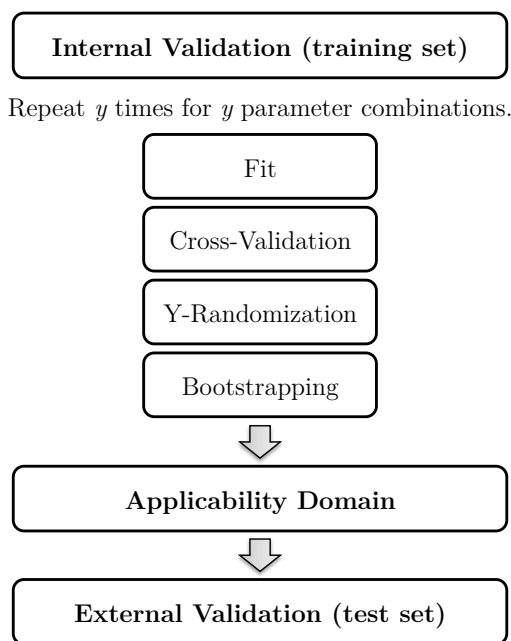 Internal Validation (training set)
Repeat y times for y parameter combinations.
Fit
Cross-Validation
Y-Randomization
Bootstrapping
Applicability Domain
External Validation (test set)